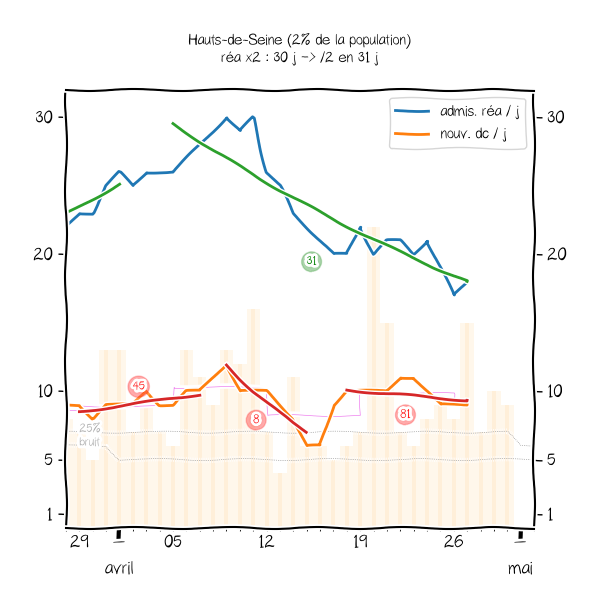 Hauts-de-Seine (2% de la population)
réa x2 : 30 j -> /2 en 31 j
admis. réa / j
nouv. dc / j
30
30
20
20
31
10
10
45
8
81
25%
bruit
5
5
1
1
29
05
12
19
26
avril
mai